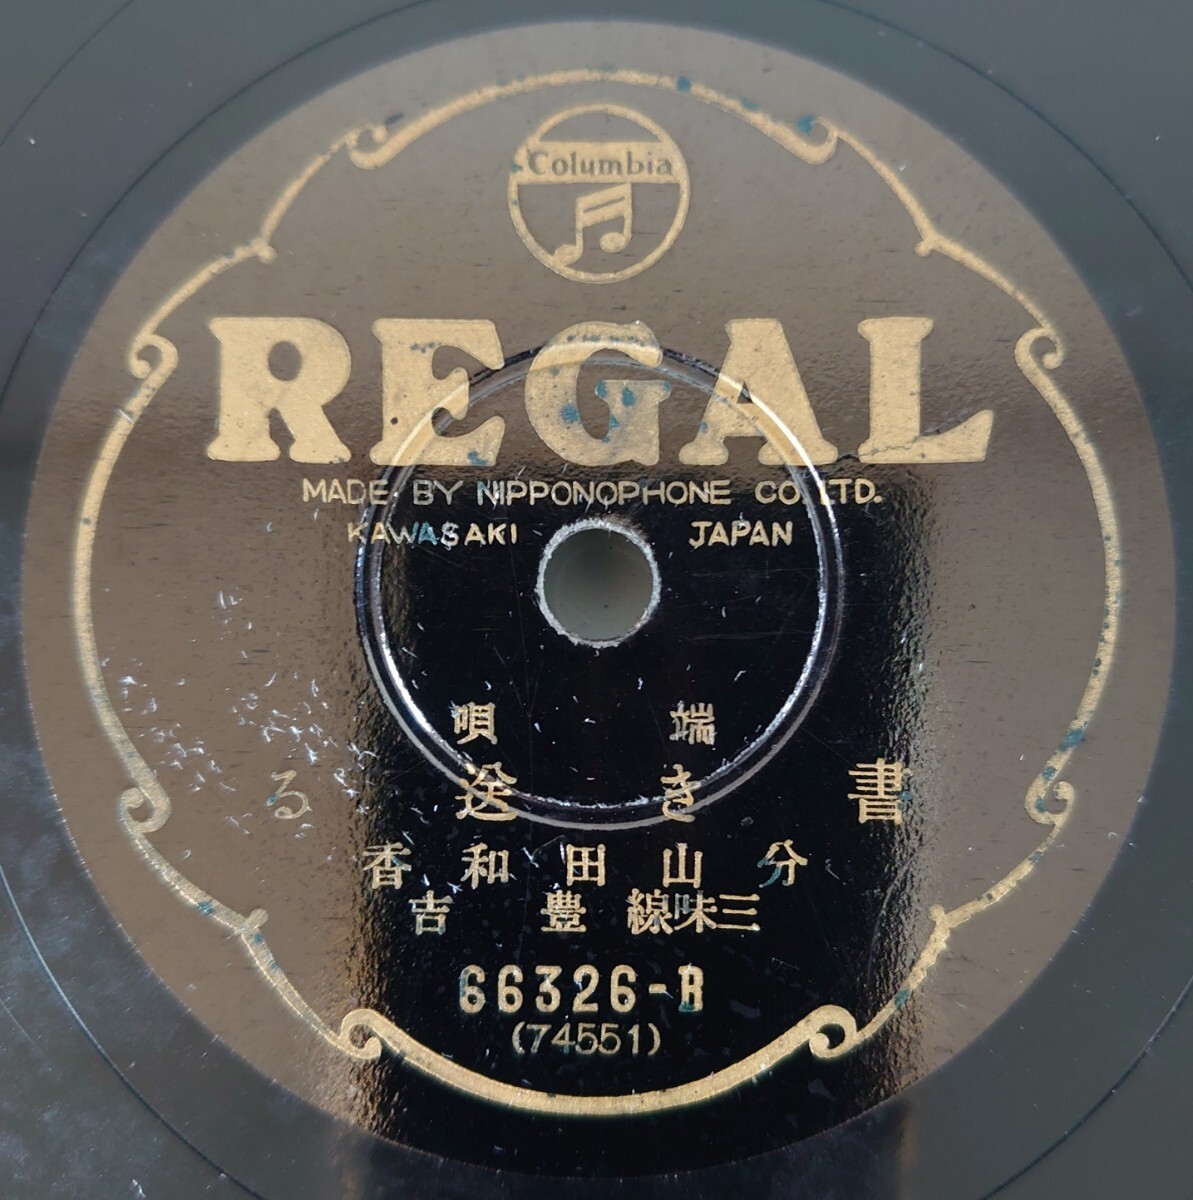 Columbia
REGAL
MADE BY NIPPONOPHONE CO LTD.
KAWASAKI JAPAN
端唄
書き送る
分山田和香
三味線 豊吉
66326-B
(74551)